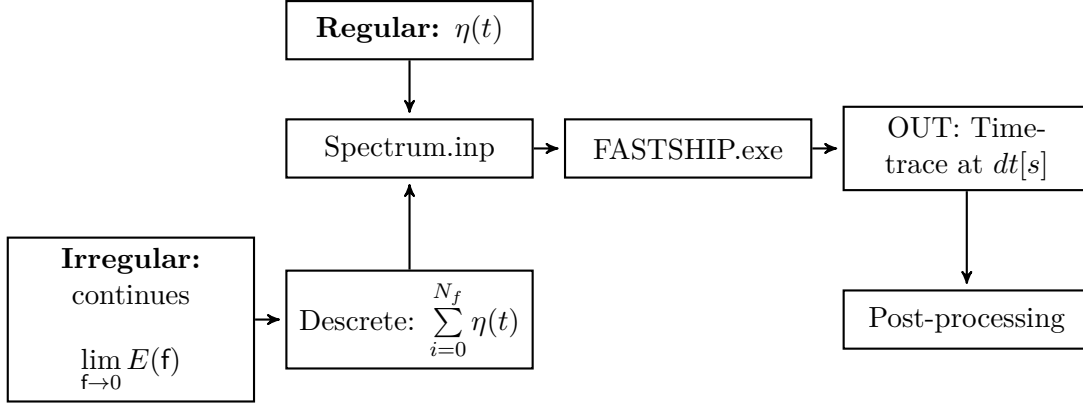 Regular: η(t)
Spectrum.inp
FASTSHIP.exe
OUT: Time-
trace at dt[s]
Irregular:
continues
lim E(f)
f→0
Descrete: ∑ η(t)
N_f
i=0
Post-processing